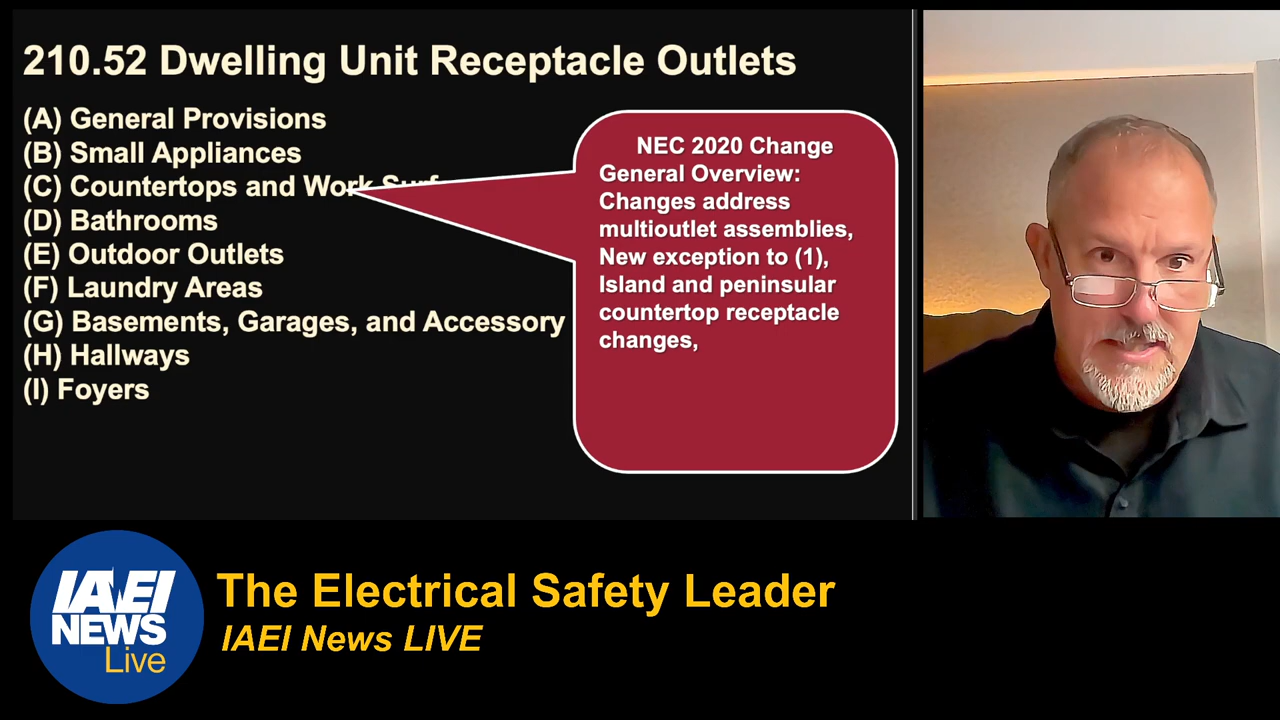 210.52 Dwelling Unit Receptacle Outlets
(A) General Provisions
(B) Small Appliances
(C) Countertops and Work
(D) Bathrooms
(E) Outdoor Outlets
(F) Laundry Areas
(G) Basements, Garages, and Accessory
(H) Hallways
(I) Foyers
NEC 2020 Change
General Overview:
Changes address
multioutlet assemblies,
New exception to (1),
Island and peninsular
countertop receptacle
changes,
IAEI
NEWS
Live
The Electrical Safety Leader
IAEI News LIVE